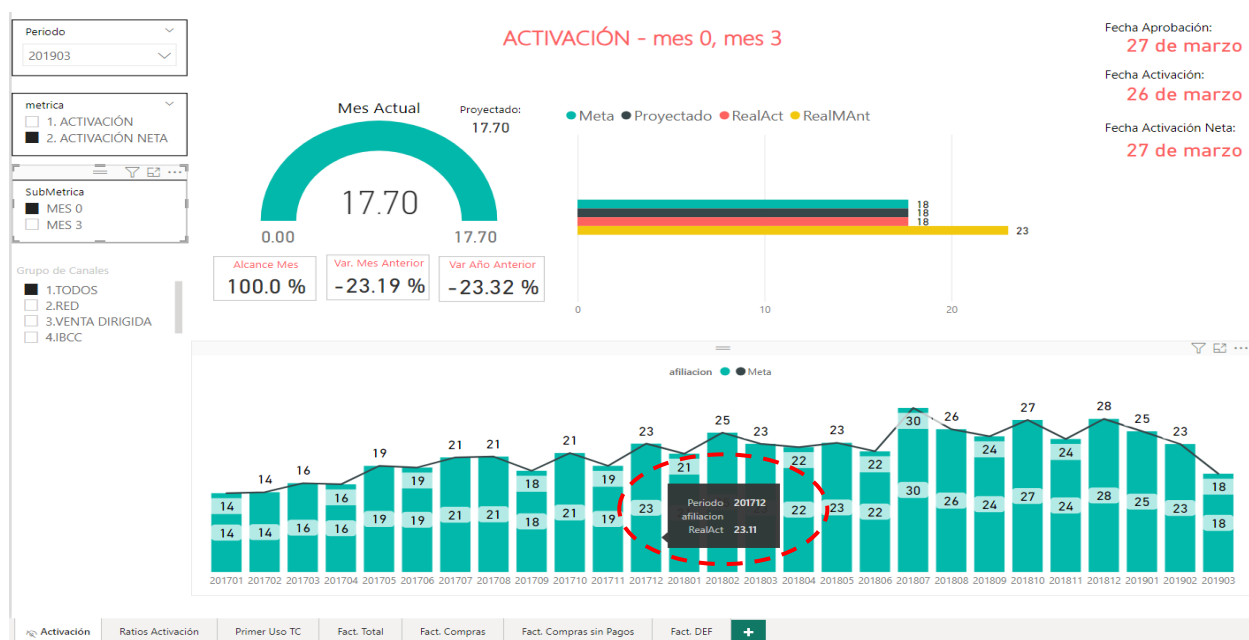 Periodo
201903
metrica
1. ACTIVACIÓN
2. ACTIVACIÓN NETA
SubMetrica
MES 0
MES 3
Grupo de Canales
1.TODOS
2.RED
3.VENTA DIRIGIDA
4.IBCC
ACTIVACIÓN - mes 0, mes 3
Fecha Aprobación:
27 de marzo
Fecha Activación:
26 de marzo
Fecha Activación Neta:
27 de marzo
Mes Actual
Proyectado:
17.70
17.70
0.00 17.70
Alcance Mes
100.0 %
Var. Mes Anterior
-23.19 %
Var Año Anterior
-23.32 %
Meta Proyectado RealAct RealMAnt
18
18
18
23
0 10 20
afiliacion Meta
14 14 16 16 19 19 21 21 18 21 19 23 21 25 23 22 23 22 30 26 24 27 24 28 25 23 18
14 14 16 16 19 19 21 21 18 21 19 23 22 23 22 30 26 24 27 24 28 25 23 18
Periodo 201712
afiliacion
RealAct 23.11
201701 201702 201703 201704 201705 201706 201707 201708 201709 201710 201711 201712 201801 201802 201803 201804 201805 201806 201807 201808 201809 201810 201811 201812 201901 201902 201903
Activación Ratios Activación Primer Uso TC Fact. Total Fact. Compras Fact. Compras sin Pagos Fact. DEF +